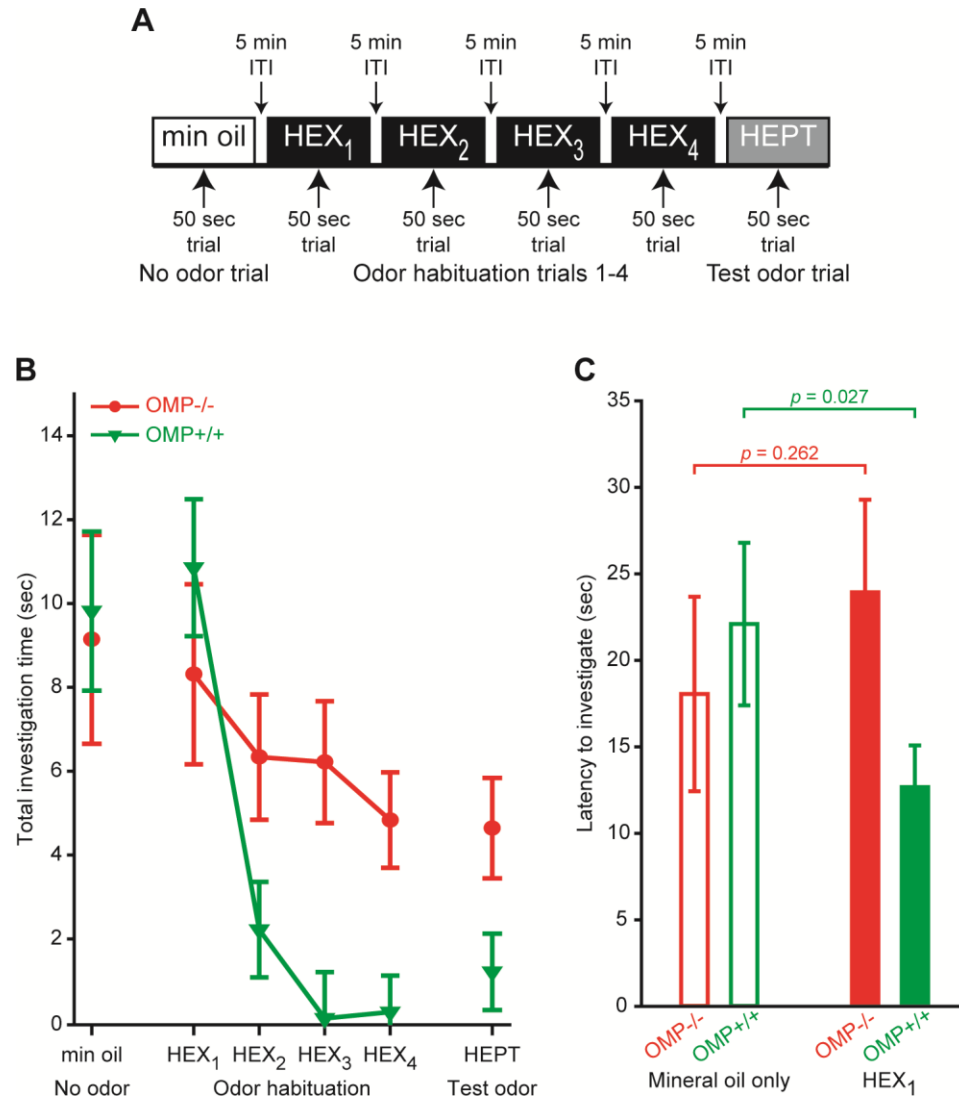 A
5 min 5 min 5 min 5 min 5 min
ITI ITI ITI ITI ITI
min oil HEX1 HEX2 HEX3 HEX4 HEPT
50 sec 50 sec 50 sec 50 sec 50 sec 50 sec
trial trial trial trial trial trial
No odor trial Odor habituation trials 1-4 Test odor trial
B
OMP-/-
OMP+/+
Total investigation time (sec)
14
12
10
8
6
4
2
0
min oil HEX1 HEX2 HEX3 HEX4 HEPT
No odor Odor habituation Test odor
C
p = 0.027
p = 0.262
Latency to investigate (sec)
35
30
25
20
15
10
5
0
OMP-/- OMP+/+ OMP-/- OMP+/+
Mineral oil only HEX1